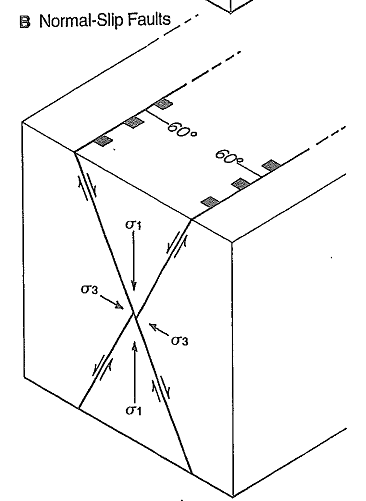 B Normal-Slip Faults
60°
60°
σ1
σ3
σ3
σ1